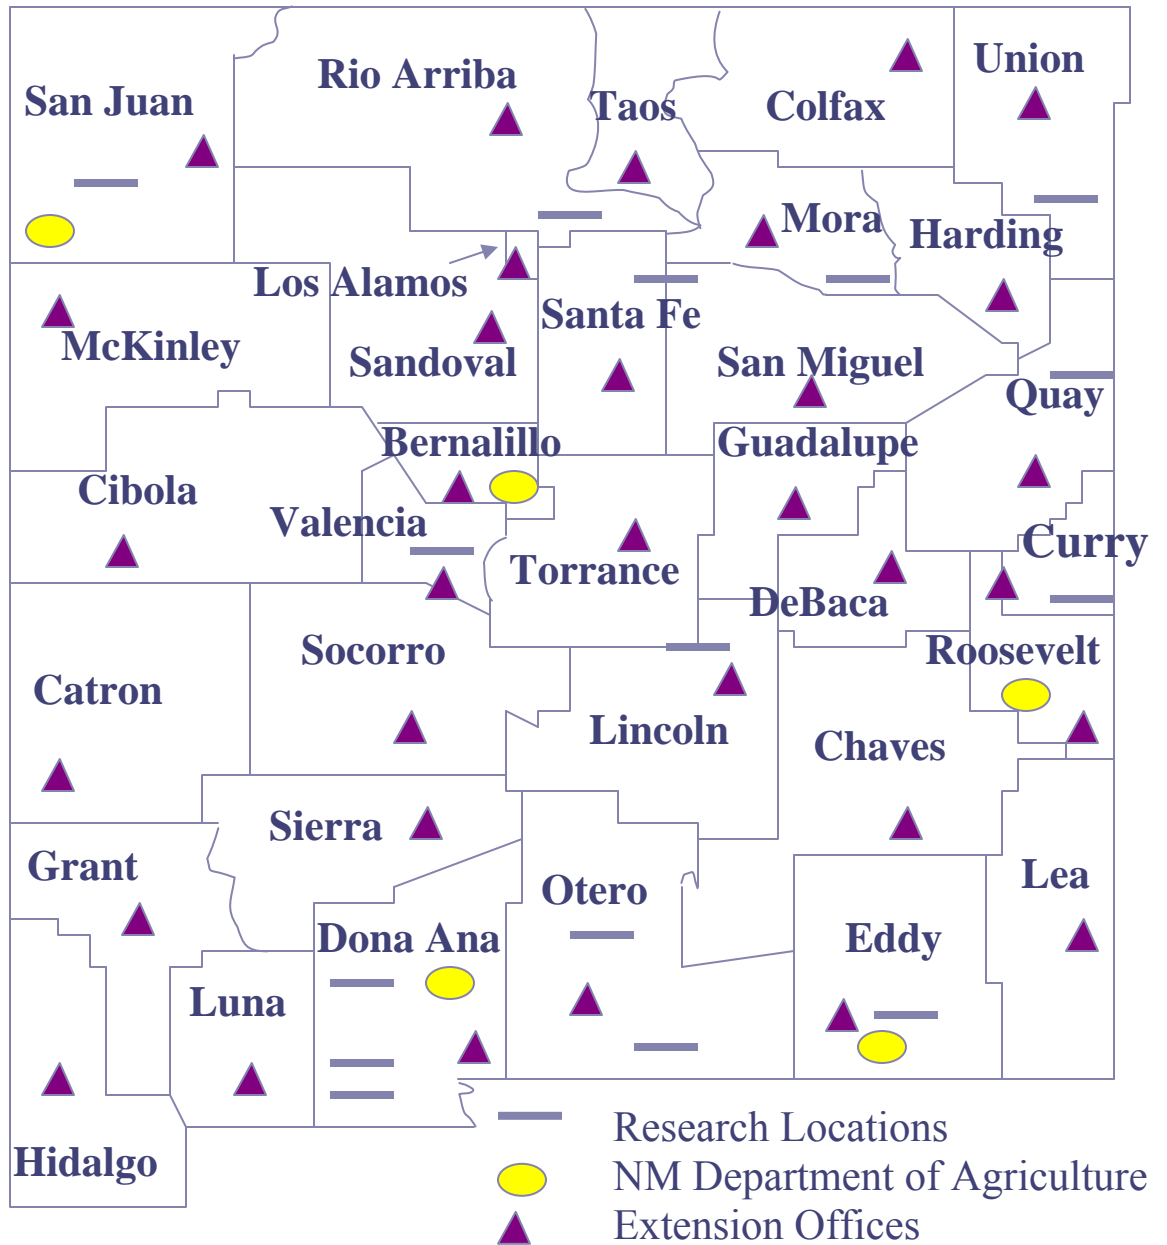 Union
Rio Arriba
San Juan
Taos
Colfax
Mora
Harding
Los Alamos
Santa Fe
McKinley
Sandoval
San Miguel
Quay
Bernalillo
Guadalupe
Cibola
Valencia
Curry
Torrance
DeBaca
Socorro
Roosevelt
Catron
Lincoln
Chaves
Sierra
Grant
Lea
Otero
Dona Ana
Eddy
Luna
Hidalgo
Research Locations
NM Department of Agriculture
Extension Offices